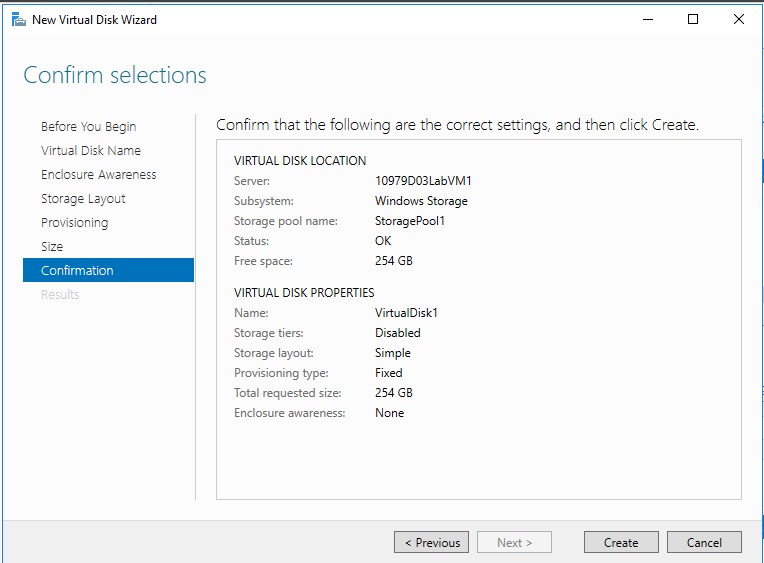 New Virtual Disk Wizard
Confirm selections
Before You Begin
Virtual Disk Name
Enclosure Awareness
Storage Layout
Provisioning
Size
Confirmation
Results
Confirm that the following are the correct settings, and then click Create.
VIRTUAL DISK LOCATION
Server: 10979D03LabVM1
Subsystem: Windows Storage
Storage pool name: StoragePool1
Status: OK
Free space: 254 GB
VIRTUAL DISK PROPERTIES
Name: VirtualDisk1
Storage tiers: Disabled
Storage layout: Simple
Provisioning type: Fixed
Total requested size: 254 GB
Enclosure awareness: None
< Previous Next > Create Cancel